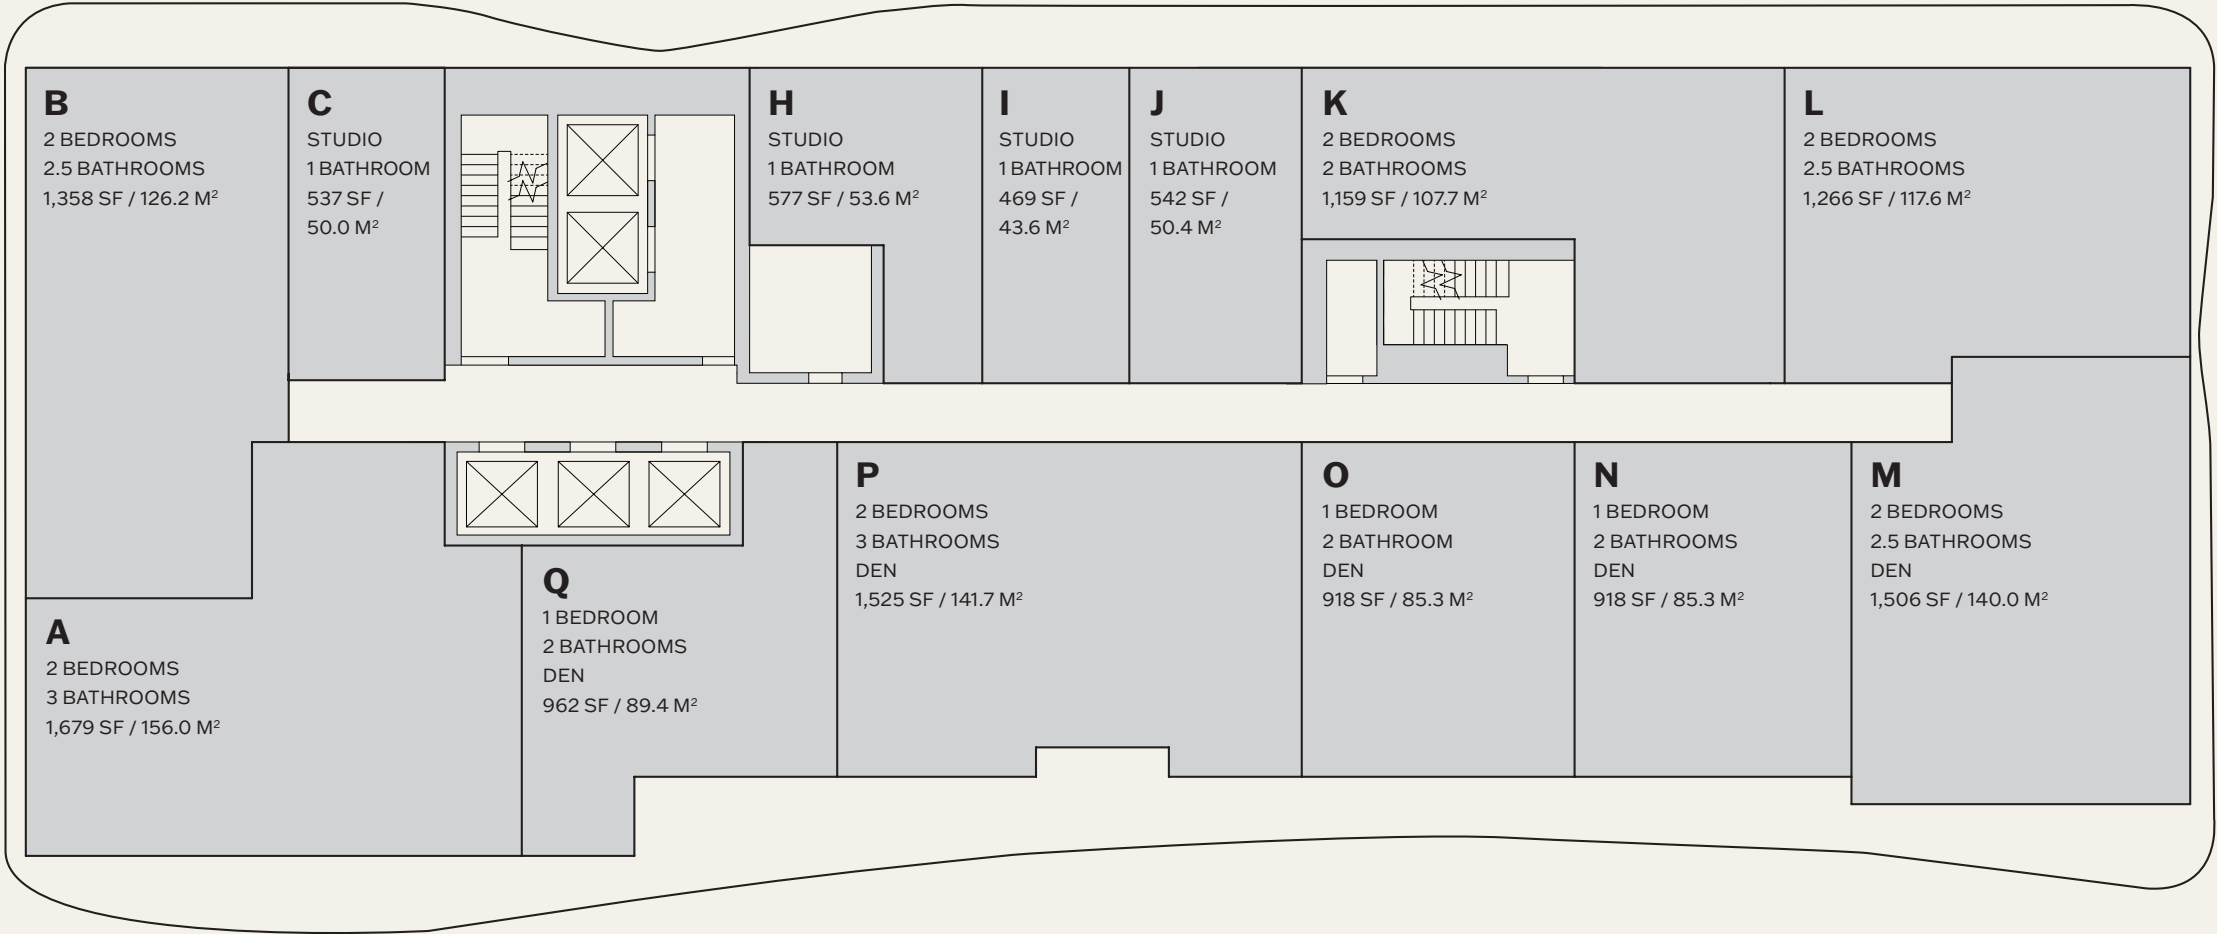 B
2 BEDROOMS
2.5 BATHROOMS
1,358 SF / 126.2 M²
C
STUDIO
1 BATHROOM
537 SF /
50.0 M²
H
STUDIO
1 BATHROOM
577 SF / 53.6 M²
I
STUDIO
1 BATHROOM
469 SF /
43.6 M²
J
STUDIO
1 BATHROOM
542 SF /
50.4 M²
K
2 BEDROOMS
2 BATHROOMS
1,159 SF / 107.7 M²
L
2 BEDROOMS
2.5 BATHROOMS
1,266 SF / 117.6 M²
A
2 BEDROOMS
3 BATHROOMS
1,679 SF / 156.0 M²
Q
1 BEDROOM
2 BATHROOMS
DEN
962 SF / 89.4 M²
P
2 BEDROOMS
3 BATHROOMS
DEN
1,525 SF / 141.7 M²
O
1 BEDROOM
2 BATHROOM
DEN
918 SF / 85.3 M²
N
1 BEDROOM
2 BATHROOMS
DEN
918 SF / 85.3 M²
M
2 BEDROOMS
2.5 BATHROOMS
DEN
1,506 SF / 140.0 M²